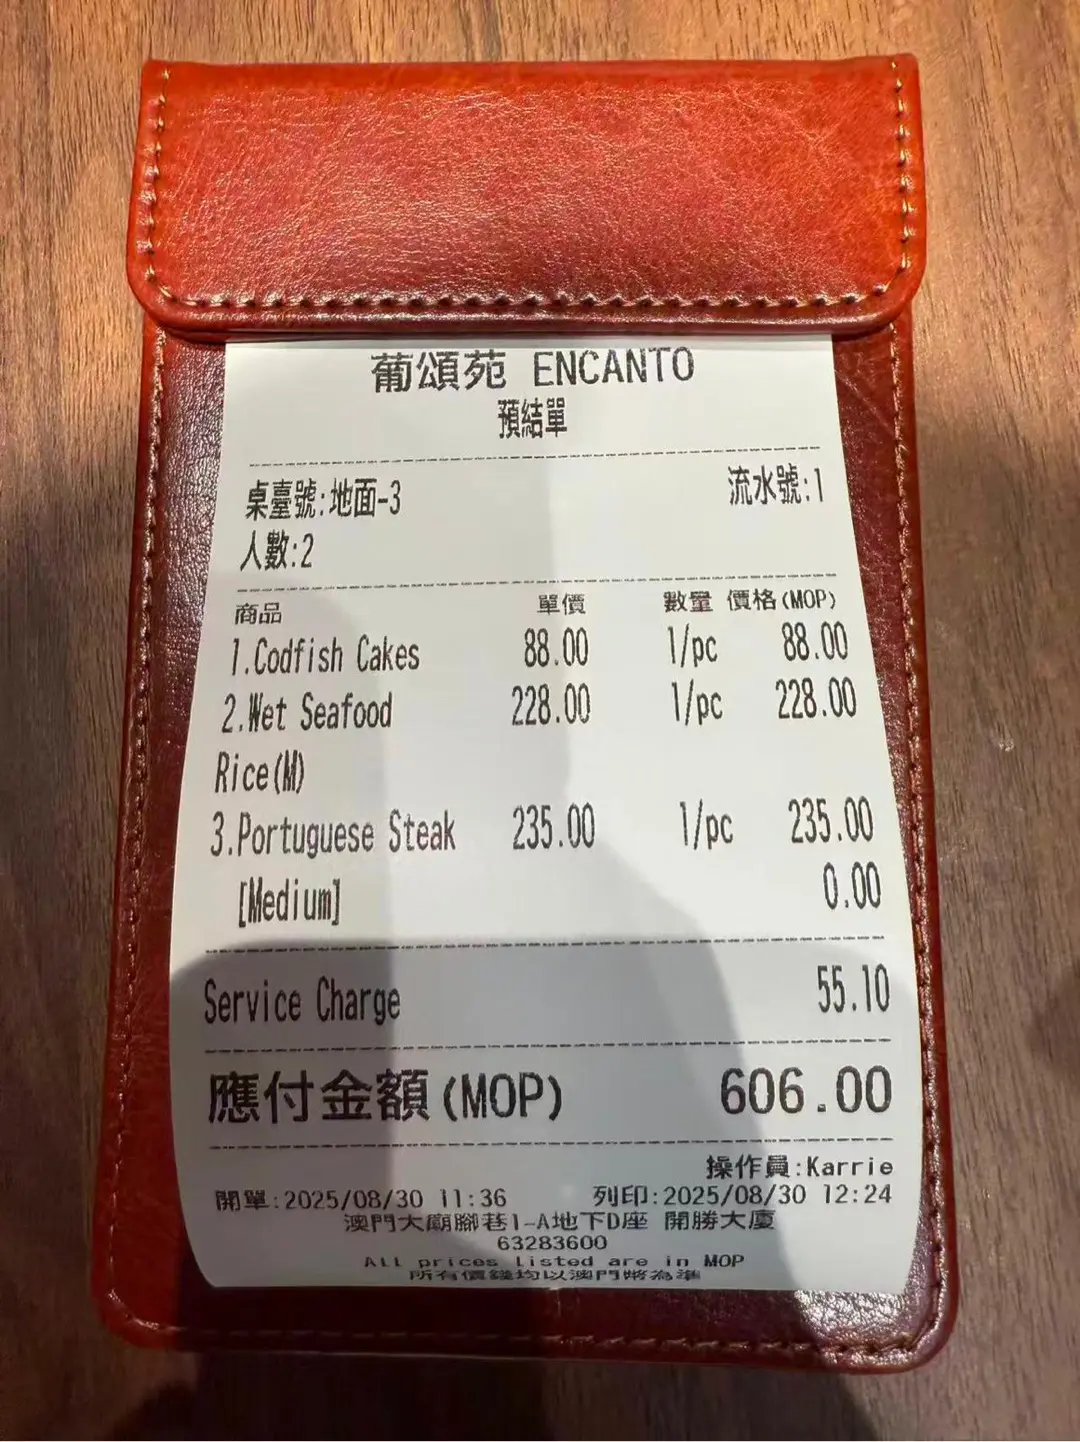 葡頌苑 ENCANTO
預結單
桌臺號:地面-3 流水號:1
人數:2
商品 單價 數量 價格(MOP)
1.Codfish Cakes 88.00 1/pc 88.00
2.Wet Seafood 228.00 1/pc 228.00
Rice(M)
3.Portuguese Steak 235.00 1/pc 235.00
[Medium] 0.00
Service Charge 55.10
應付金額(MOP) 606.00
操作員:Karrie
開單:2025/08/30 11:36 列印:2025/08/30 12:24
澳門大廟腳巷1-A地下D座 開勝大廈
63283600
All prices listed are in MOP
所有價錢均以澳門幣為準